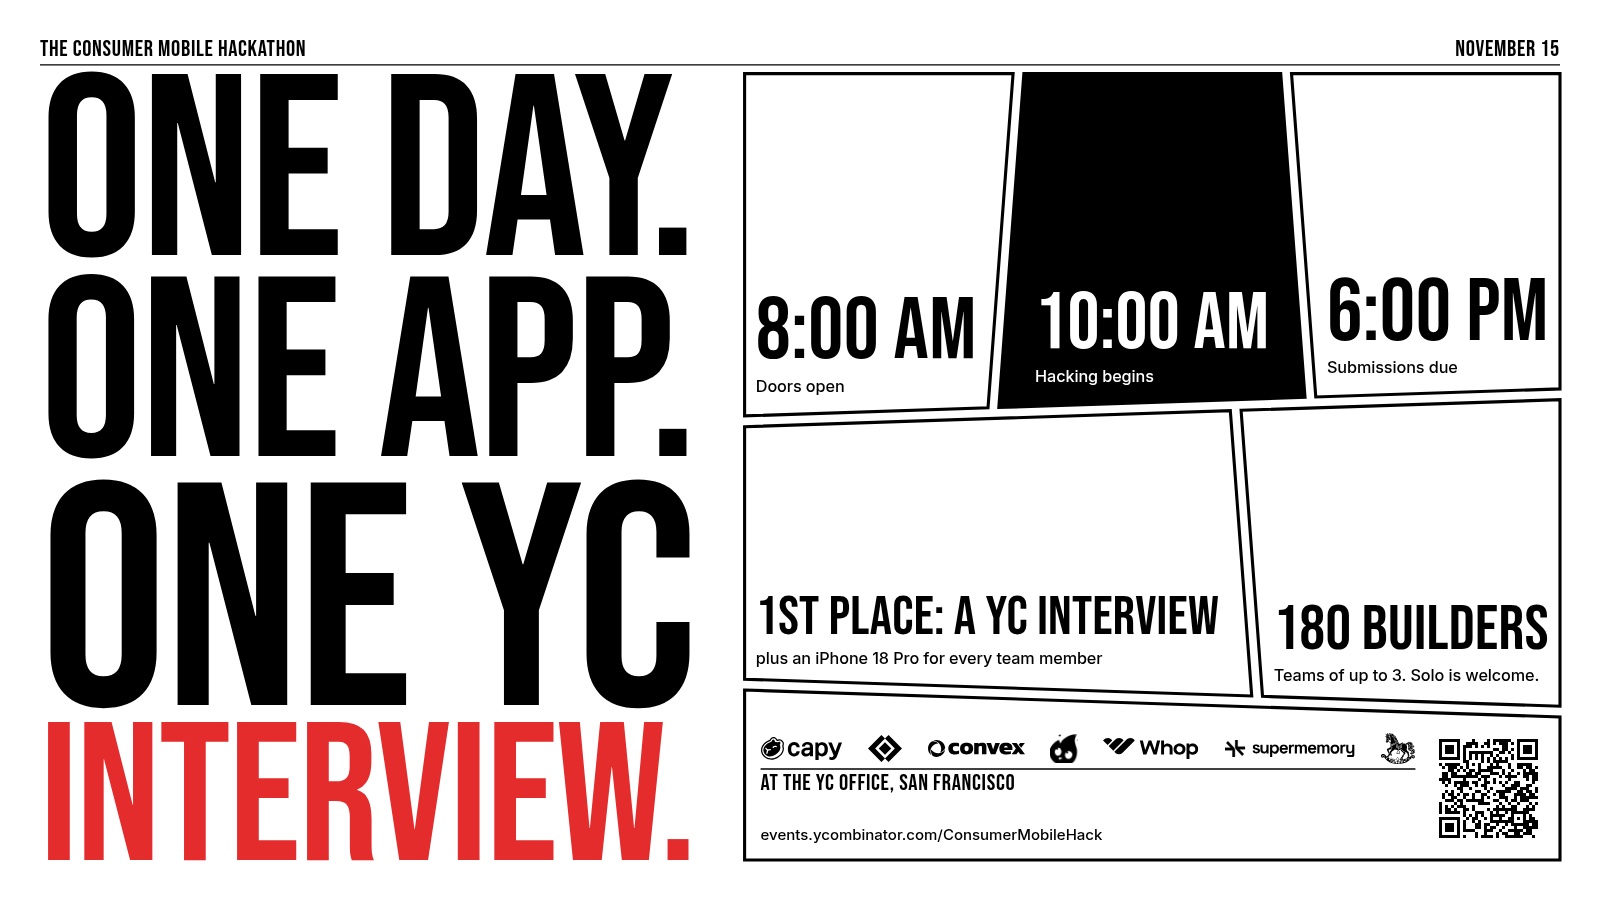 THE CONSUMER MOBILE HACKATHON
NOVEMBER 15
ONE DAY.
ONE APP.
ONE YC
INTERVIEW.
8:00 AM
Doors open
10:00 AM
Hacking begins
6:00 PM
Submissions due
1ST PLACE: A YC INTERVIEW
plus an iPhone 18 Pro for every team member
180 BUILDERS
Teams of up to 3. Solo is welcome.
capy
convex
Whop
supermemory
AT THE YC OFFICE, SAN FRANCISCO
events.ycombinator.com/ConsumerMobileHack